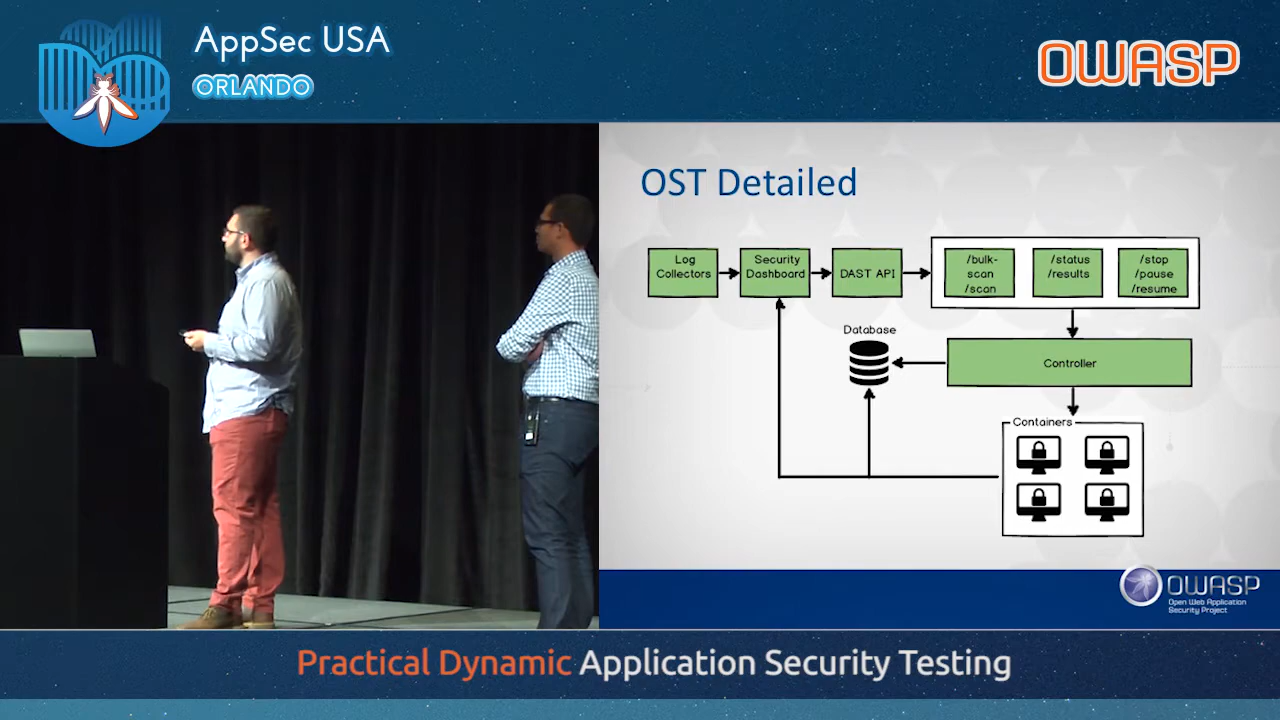 AppSec USA
ORLANDO
OWASP
OST Detailed
Log
Collectors
Security
Dashboard
DAST API
/bulk-
scan
/scan
/status
/results
/stop
/pause
/resume
Database
Controller
Containers
OWASP
Open Web Application
Security Project
Practical Dynamic Application Security Testing